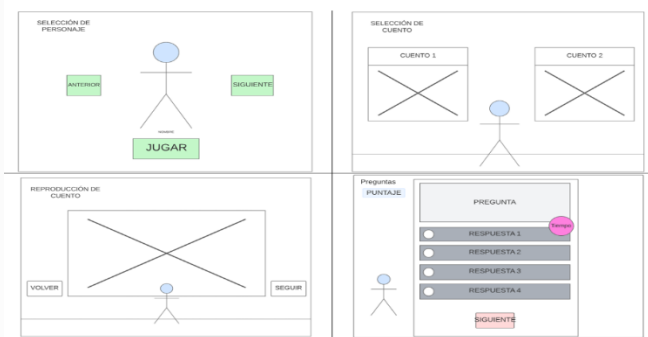 SELECCIÓN DE
PERSONAJE
ANTERIOR
SIGUIENTE
JUGAR
SELECCIÓN DE
CUENTO
CUENTO 1
CUENTO 2
REPRODUCCIÓN DE
CUENTO
VOLVER
SEGUIR
Preguntas
PUNTAJE
PREGUNTA
Tiempo
RESPUESTA 1
RESPUESTA 2
RESPUESTA 3
RESPUESTA 4
SIGUIENTE